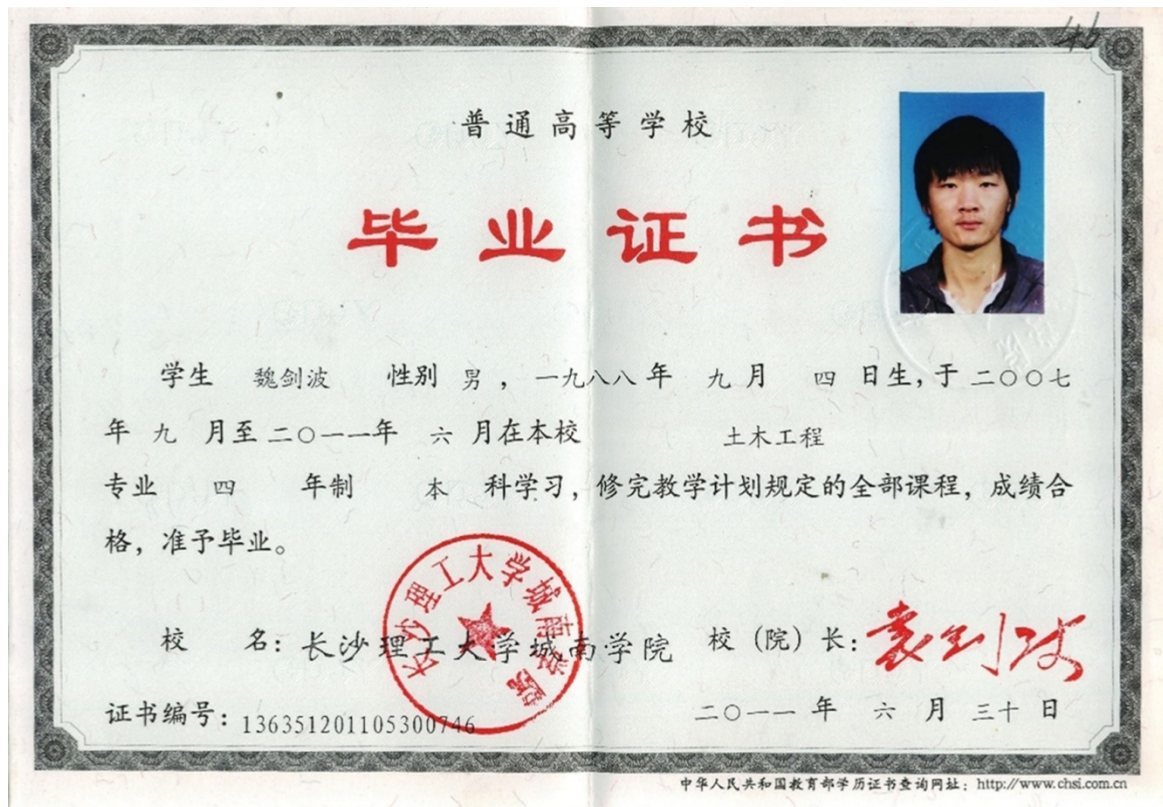 46
普通高等学校
毕业证书
学生 魏剑波 性别 男，一九八八年 九月 四 日生，于二〇〇七
年 九 月至二〇一一年 六 月在本校 土木工程
专业 四 年制 本 科学习，修完教学计划规定的全部课程，成绩合
格，准予毕业。
长沙理工大学城南学院
校 名：长沙理工大学城南学院 校（院）长：
证书编号：136351201105300746 二〇一一 年 六 月 三十 日
中华人民共和国教育部学历证书查询网址：http://www.chsi.com.cn